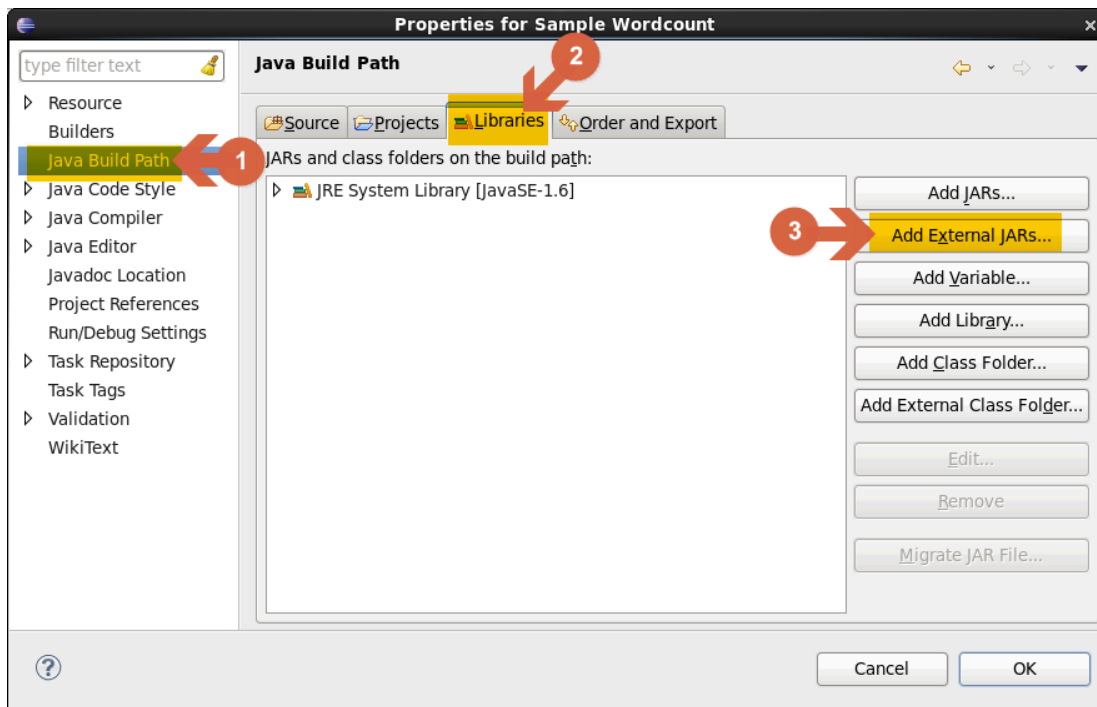 Properties for Sample Wordcount
type filter text
Resource
Builders
Java Build Path
Java Code Style
Java Compiler
Java Editor
Javadoc Location
Project References
Run/Debug Settings
Task Repository
Task Tags
Validation
WikiText
1
Java Build Path
2
Source Projects Libraries Order and Export
JARs and class folders on the build path:
JRE System Library [JavaSE-1.6]
3
Add JARs...
Add External JARs...
Add Variable...
Add Library...
Add Class Folder...
Add External Class Folder...
Edit...
Remove
Migrate JAR File...
?
Cancel OK